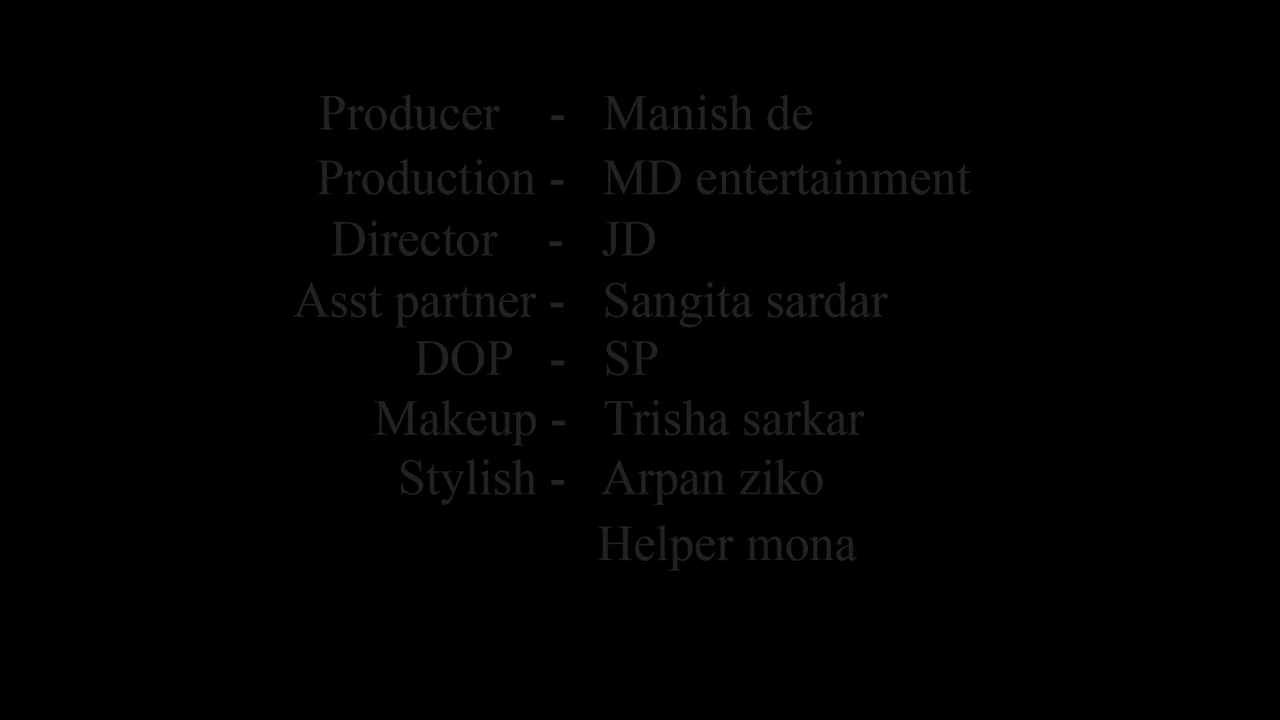 Producer - Manish de
Production - MD entertainment
Director - JD
Asst partner - Sangita sardar
DOP - SP
Makeup - Trisha sarkar
Stylish - Arpan ziko
Helper mona